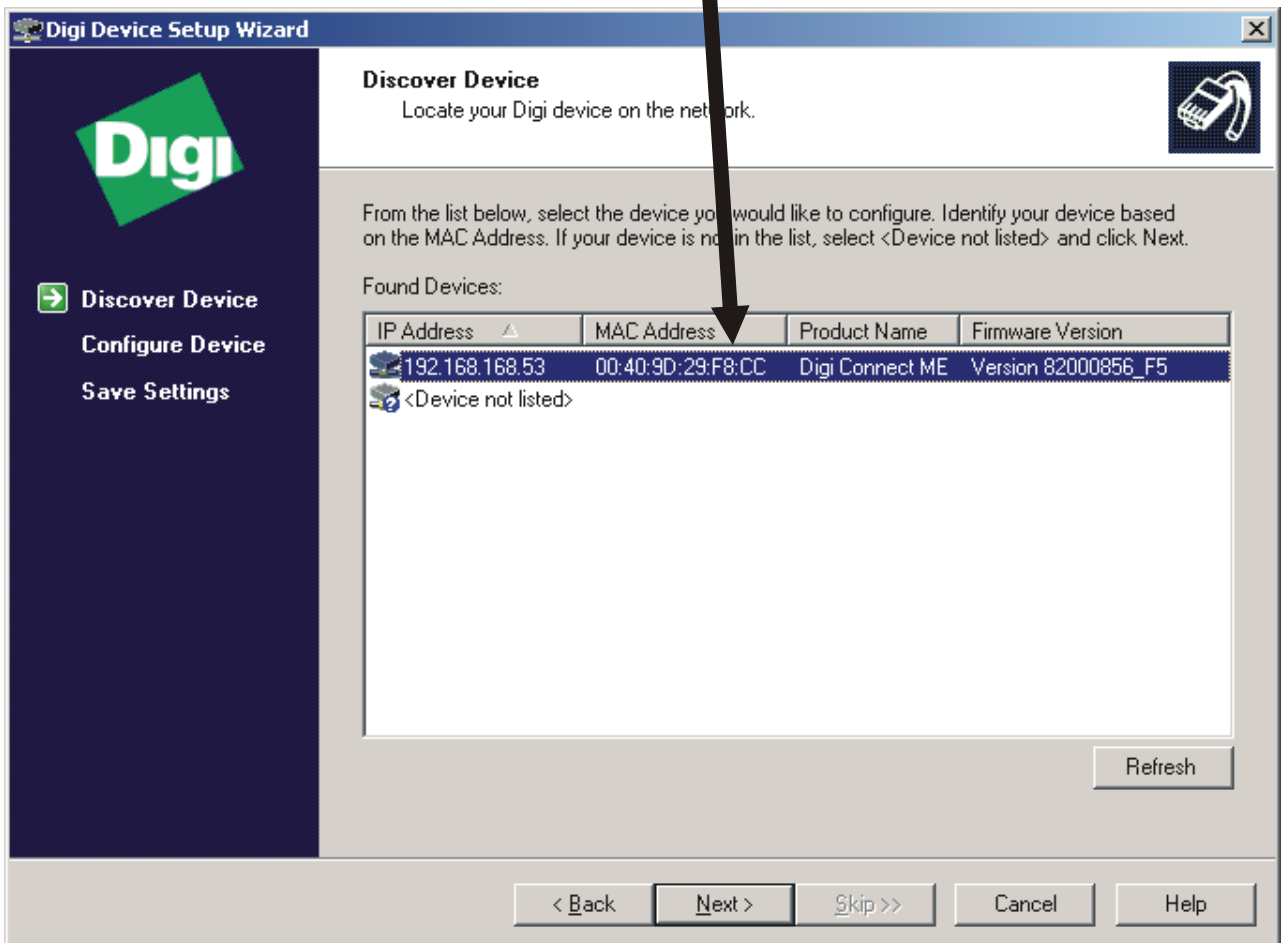 Digi Device Setup Wizard
Digi
Discover Device
Locate your Digi device on the network.
From the list below, select the device you would like to configure. Identify your device based
on the MAC Address. If your device is not in the list, select <Device not listed> and click Next.
Discover Device
Configure Device
Save Settings
Found Devices:
IP Address MAC Address Product Name Firmware Version
192.168.168.53 00:40:9D:29:F8:CC Digi Connect ME Version 82000856_F5
<Device not listed>
Refresh
< Back Next > Skip >> Cancel Help